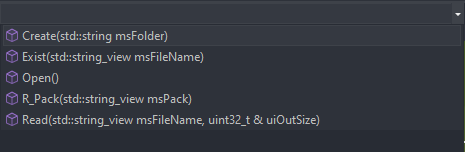 Create(std::string msFolder)
Exist(std::string_view msFileName)
Open()
R_Pack(std::string_view msPack)
Read(std::string_view msFileName, uint32_t & uiOutSize)